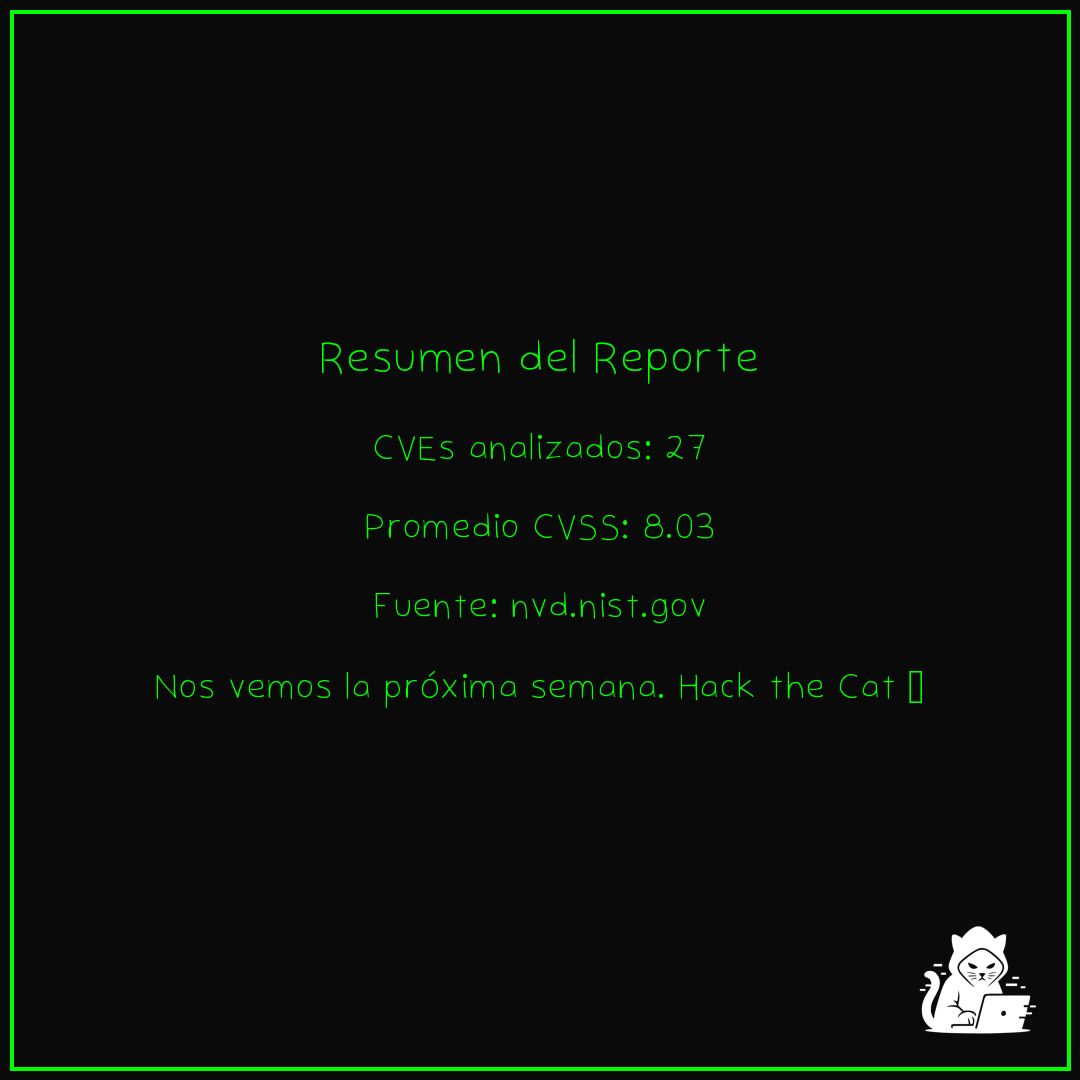 Resumen del Reporte
CVEs analizados: 27
Promedio CVSS: 8.03
Fuente: nvd.nist.gov
Nos vemos la próxima semana. Hack the Cat